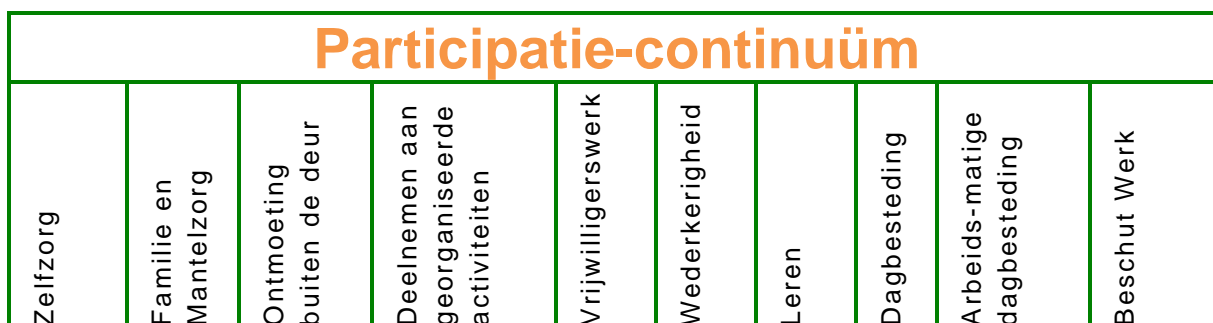 Participatie-continuüm
Zelfzorg
Familie en
Mantelzorg
Ontmoeting
buiten de deur
Deelnemen aan
georganiseerde
activiteiten
Vrijwilligerswerk
Wederkerigheid
Leren
Dagbesteding
Arbeids-matige
dagbesteding
Beschut Werk